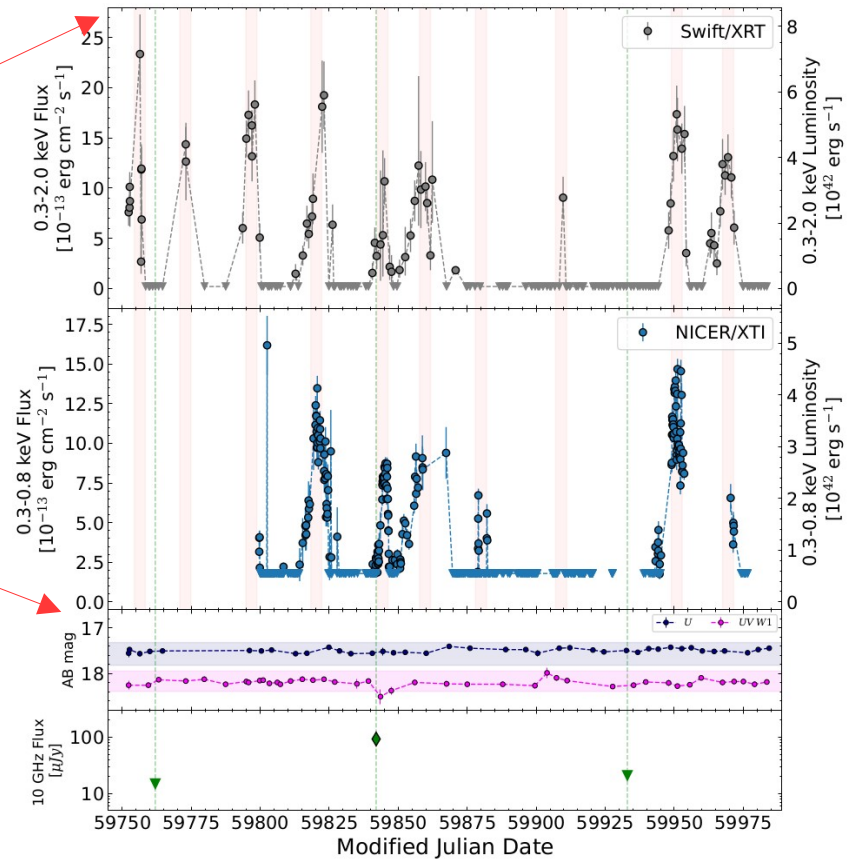 Swift/XRT
25
20
15
10
5
0
0.3-2.0 keV Flux
[10⁻¹³ erg cm⁻² s⁻¹]
8
6
4
2
0
0.3-2.0 keV Luminosity
[10⁴² erg s⁻¹]
NICER/XTI
17.5
15.0
12.5
10.0
7.5
5.0
2.5
0.0
0.3-0.8 keV Flux
[10⁻¹³ erg cm⁻² s⁻¹]
5
4
3
2
1
0
0.3-0.8 keV Luminosity
[10⁴² erg s⁻¹]
U UVW1
17
18
AB mag
100
10
10 GHz Flux
[μJy]
59750 59775 59800 59825 59850 59875 59900 59925 59950 59975
Modified Julian Date